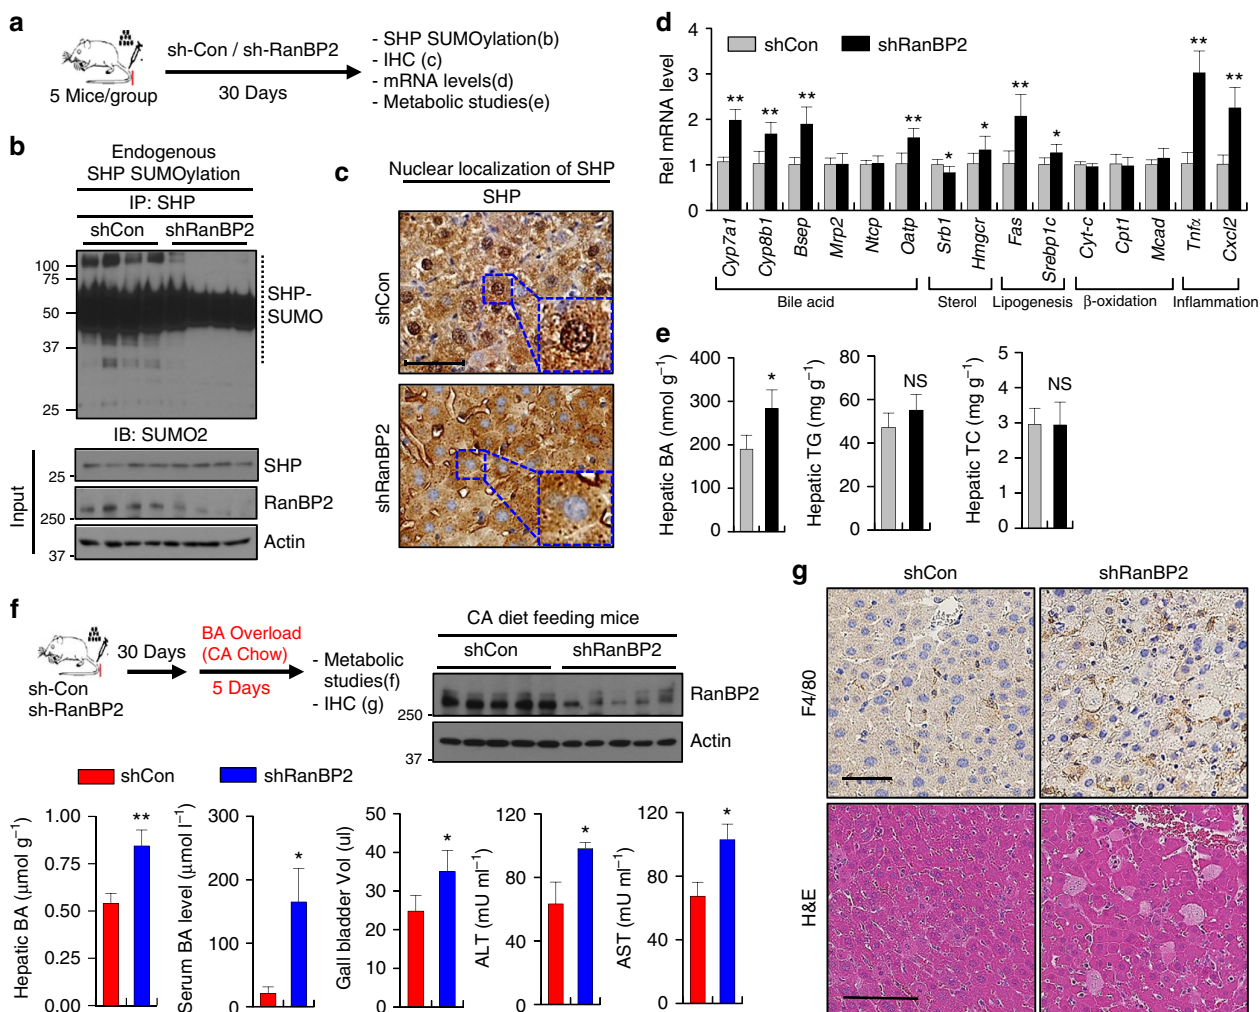 a
sh-Con / sh-RanBP2
30 Days
5 Mice/group
- SHP SUMOylation(b)
- IHC (c)
- mRNA levels(d)
- Metabolic studies(e)
b
Endogenous
SHP SUMOylation
IP: SHP
shCon
shRanBP2
100
75
50
37
25
SHP-
SUMO
IB: SUMO2
Input
25
SHP
250
RanBP2
37
Actin
c
Nuclear localization of SHP
SHP
shCon
shRanBP2
d
shCon
shRanBP2
Rel mRNA level
4
3
2
1
0
**
**
**
**
*
*
**
*
**
**
Cyp7a1
Cyp8b1
Bsep
Mrp2
Ntcp
Oatp
Srb1
Hmgcr
Fas
Srebp1c
Cyt-c
Cpt1
Mcad
Tnfα
Cxcl2
Bile acid
Sterol
Lipogenesis
β-oxidation
Inflammation
e
Hepatic BA (nmol g−1)
400
300
200
100
0
*
Hepatic TG (mg g−1)
80
60
40
20
0
NS
Hepatic TC (mg g−1)
5
4
3
2
1
0
NS
f
sh-Con
sh-RanBP2
30 Days
BA Overload
(CA Chow)
5 Days
- Metabolic
studies(f)
- IHC (g)
CA diet feeding mice
shCon
shRanBP2
250
RanBP2
37
Actin
shCon
shRanBP2
Hepatic BA (μmol g−1)
1.00
0.75
0.50
0.25
0.00
**
Serum BA level (μmol l−1)
300
200
100
0
*
Gall bladder Vol (ul)
50
40
30
20
10
0
*
ALT (mU ml−1)
120
80
40
0
*
AST (mU ml−1)
120
80
40
0
*
g
shCon
shRanBP2
F4/80
H&E